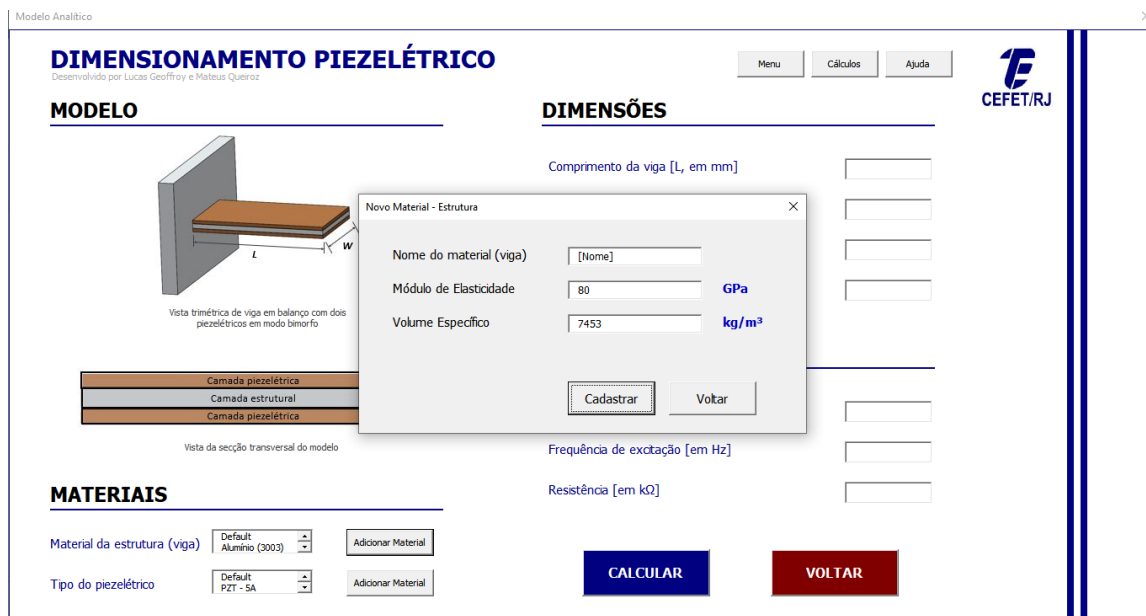 Modelo Analítico
DIMENSIONAMENTO PIEZELÉTRICO
Desenvolvido por Lucas Geoffroy e Mateus Queiroz
Menu
Cálculos
Ajuda
CEFET/RJ
MODELO
L
W
Vista trimétrica de viga em balanço com dois
piezelétricos em modo bimorfo
Camada piezelétrica
Camada estrutural
Camada piezelétrica
Vista da secção transversal do modelo
DIMENSÕES
Comprimento da viga [L, em mm]
Novo Material - Estrutura
Nome do material (viga)
[Nome]
Módulo de Elasticidade
80
GPa
Volume Específico
7453
kg/m³
Cadastrar
Voltar
Frequência de excitação [em Hz]
Resistência [em kΩ]
MATERIAIS
Material da estrutura (viga)
Default
Alumínio (3003)
Adicionar Material
Tipo do piezelétrico
Default
PZT - 5A
Adicionar Material
CALCULAR
VOLTAR